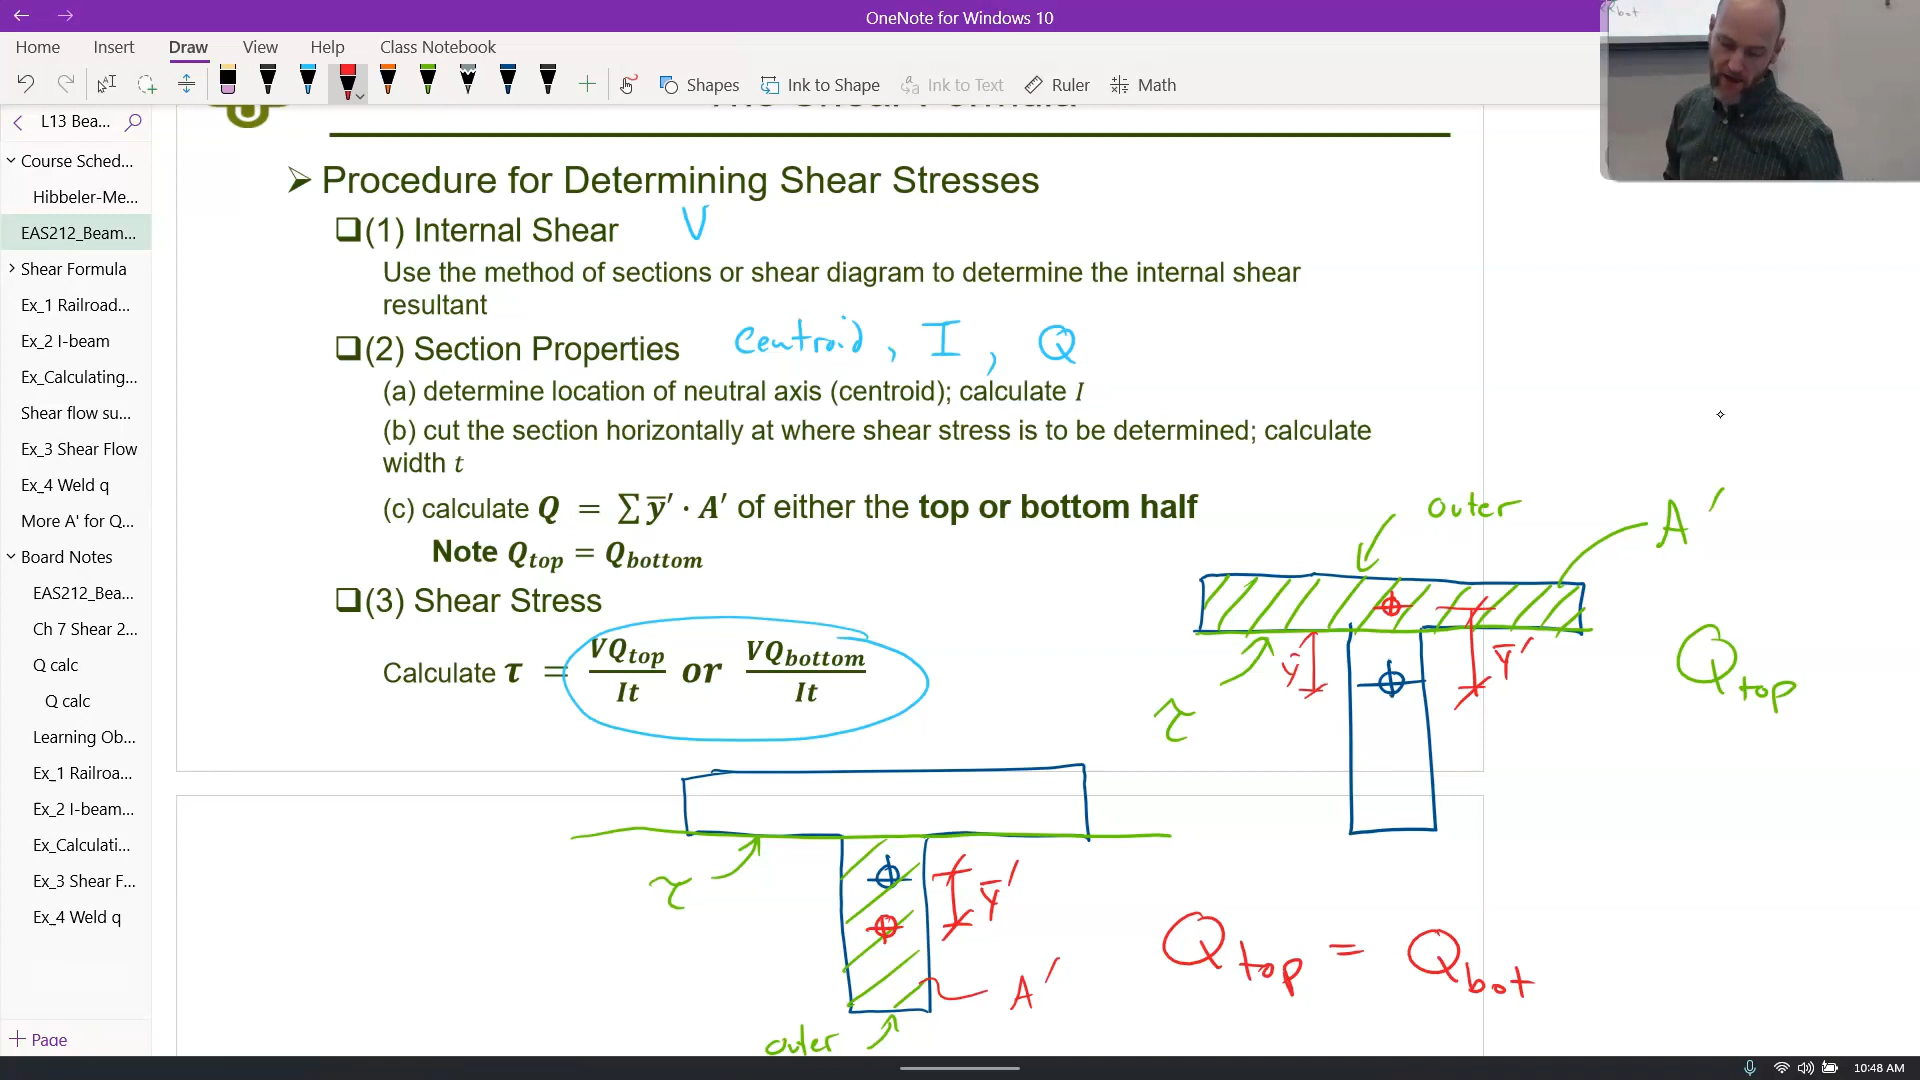 OneNote for Windows 10
Home Insert Draw View Help Class Notebook
Shapes Ink to Shape Ink to Text Ruler Math
L13 Bea...
Course Sched...
Hibbeler-Me...
EAS212_Beam...
Shear Formula
Ex_1 Railroad...
Ex_2 I-beam
Ex_Calculating...
Shear flow su...
Ex_3 Shear Flow
Ex_4 Weld q
More A' for Q...
Board Notes
EAS212_Bea...
Ch 7 Shear 2...
Q calc
Q calc
Learning Ob...
Ex_1 Railroa...
Ex_2 I-beam...
Ex_Calculati...
Ex_3 Shear F...
Ex_4 Weld q
Page
The Shear Formula
➢ Procedure for Determining Shear Stresses
❑(1) Internal Shear V
Use the method of sections or shear diagram to determine the internal shear
resultant
❑(2) Section Properties Centroid, I, Q
(a) determine location of neutral axis (centroid); calculate I
(b) cut the section horizontally at where shear stress is to be determined; calculate
width t
(c) calculate Q = ∑ȳ′ · A′ of either the top or bottom half
Note Qtop = Qbottom
❑(3) Shear Stress
Calculate τ = VQtop/It or VQbottom/It
outer
A'
ȳ'
Qtop
τ
τ
ȳ'
A'
outer
Qtop = Qbot
10:48 AM